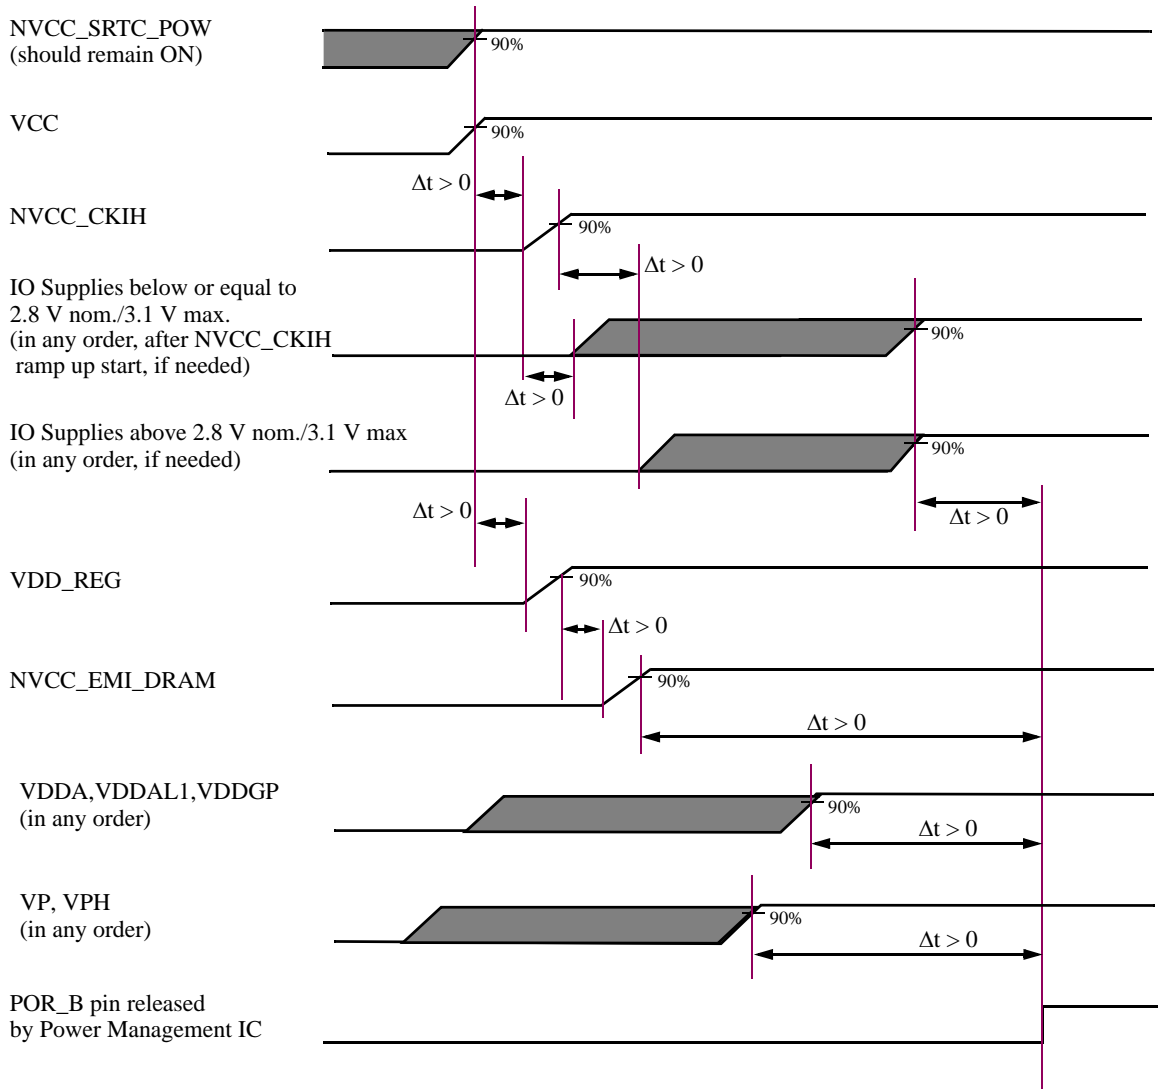 NVCC_SRTC_POW
(should remain ON)
90%
VCC
90%
Δt > 0
NVCC_CKIH
90%
Δt > 0
IO Supplies below or equal to
2.8 V nom./3.1 V max.
(in any order, after NVCC_CKIH
ramp up start, if needed)
90%
Δt > 0
IO Supplies above 2.8 V nom./3.1 V max
(in any order, if needed)
90%
Δt > 0
Δt > 0
VDD_REG
90%
Δt > 0
NVCC_EMI_DRAM
90%
Δt > 0
VDDA,VDDAL1,VDDGP
(in any order)
90%
Δt > 0
VP, VPH
(in any order)
90%
Δt > 0
POR_B pin released
by Power Management IC